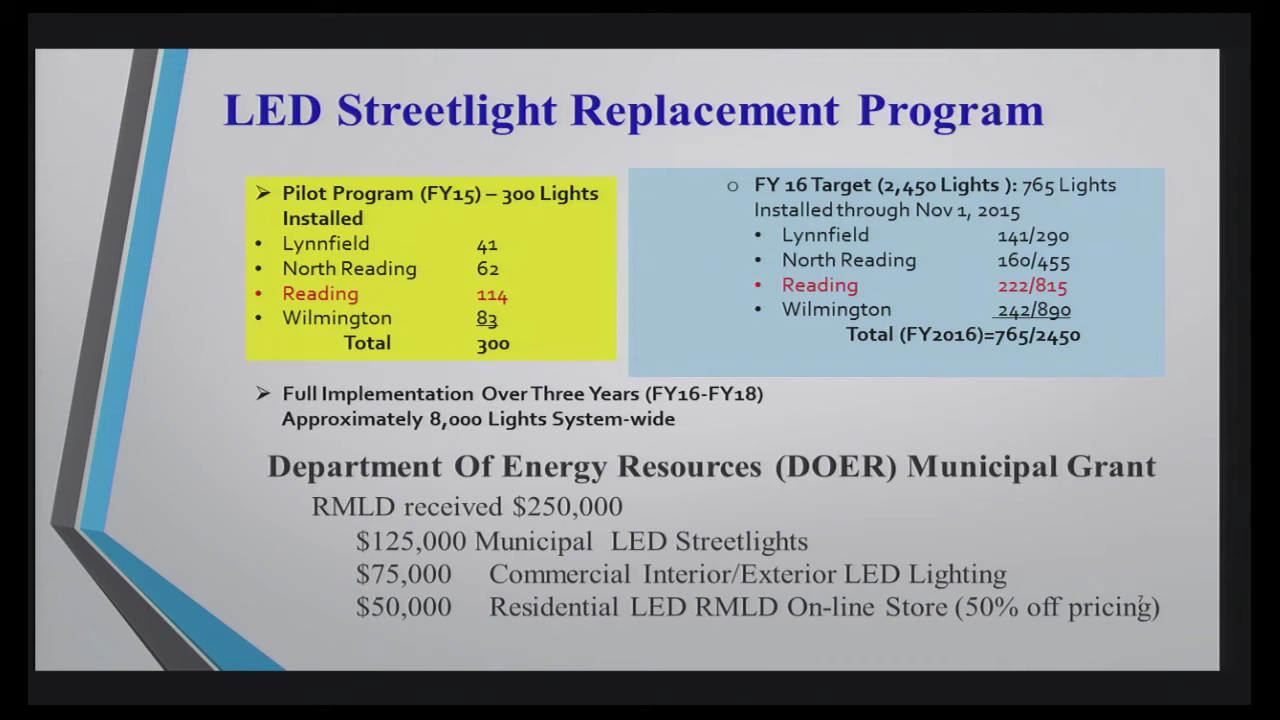 LED Streetlight Replacement Program
➢ Pilot Program (FY15) – 300 Lights
Installed
• Lynnfield 41
• North Reading 62
• Reading 114
• Wilmington 83
Total 300
o FY 16 Target (2,450 Lights ): 765 Lights
Installed through Nov 1, 2015
• Lynnfield 141/290
• North Reading 160/455
• Reading 222/815
• Wilmington 242/890
Total (FY2016)=765/2450
➢ Full Implementation Over Three Years (FY16-FY18)
Approximately 8,000 Lights System-wide
Department Of Energy Resources (DOER) Municipal Grant
RMLD received $250,000
$125,000 Municipal LED Streetlights
$75,000 Commercial Interior/Exterior LED Lighting
$50,000 Residential LED RMLD On-line Store (50% off pricing)